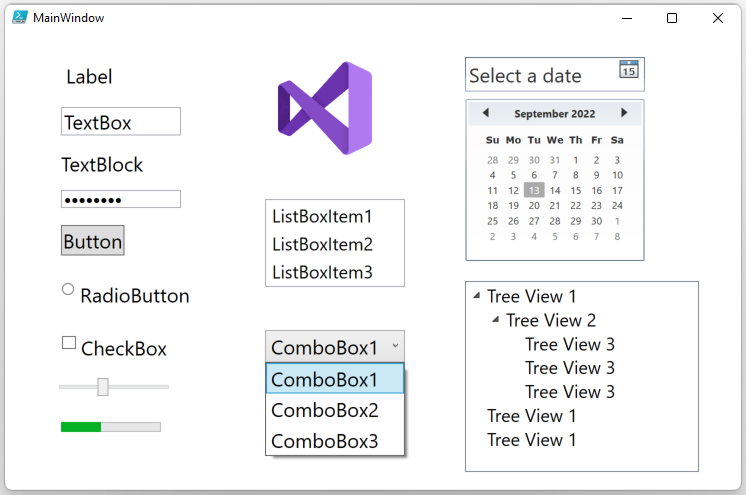 MainWindow
Label
TextBox
TextBlock
Button
RadioButton
CheckBox
ListBoxItem1
ListBoxItem2
ListBoxItem3
ComboBox1
ComboBox1
ComboBox2
ComboBox3
Select a date
15
September 2022
Su Mo Tu We Th Fr Sa
28 29 30 31 1 2 3
4 5 6 7 8 9 10
11 12 13 14 15 16 17
18 19 20 21 22 23 24
25 26 27 28 29 30 1
2 3 4 5 6 7 8
Tree View 1
Tree View 2
Tree View 3
Tree View 3
Tree View 3
Tree View 1
Tree View 1